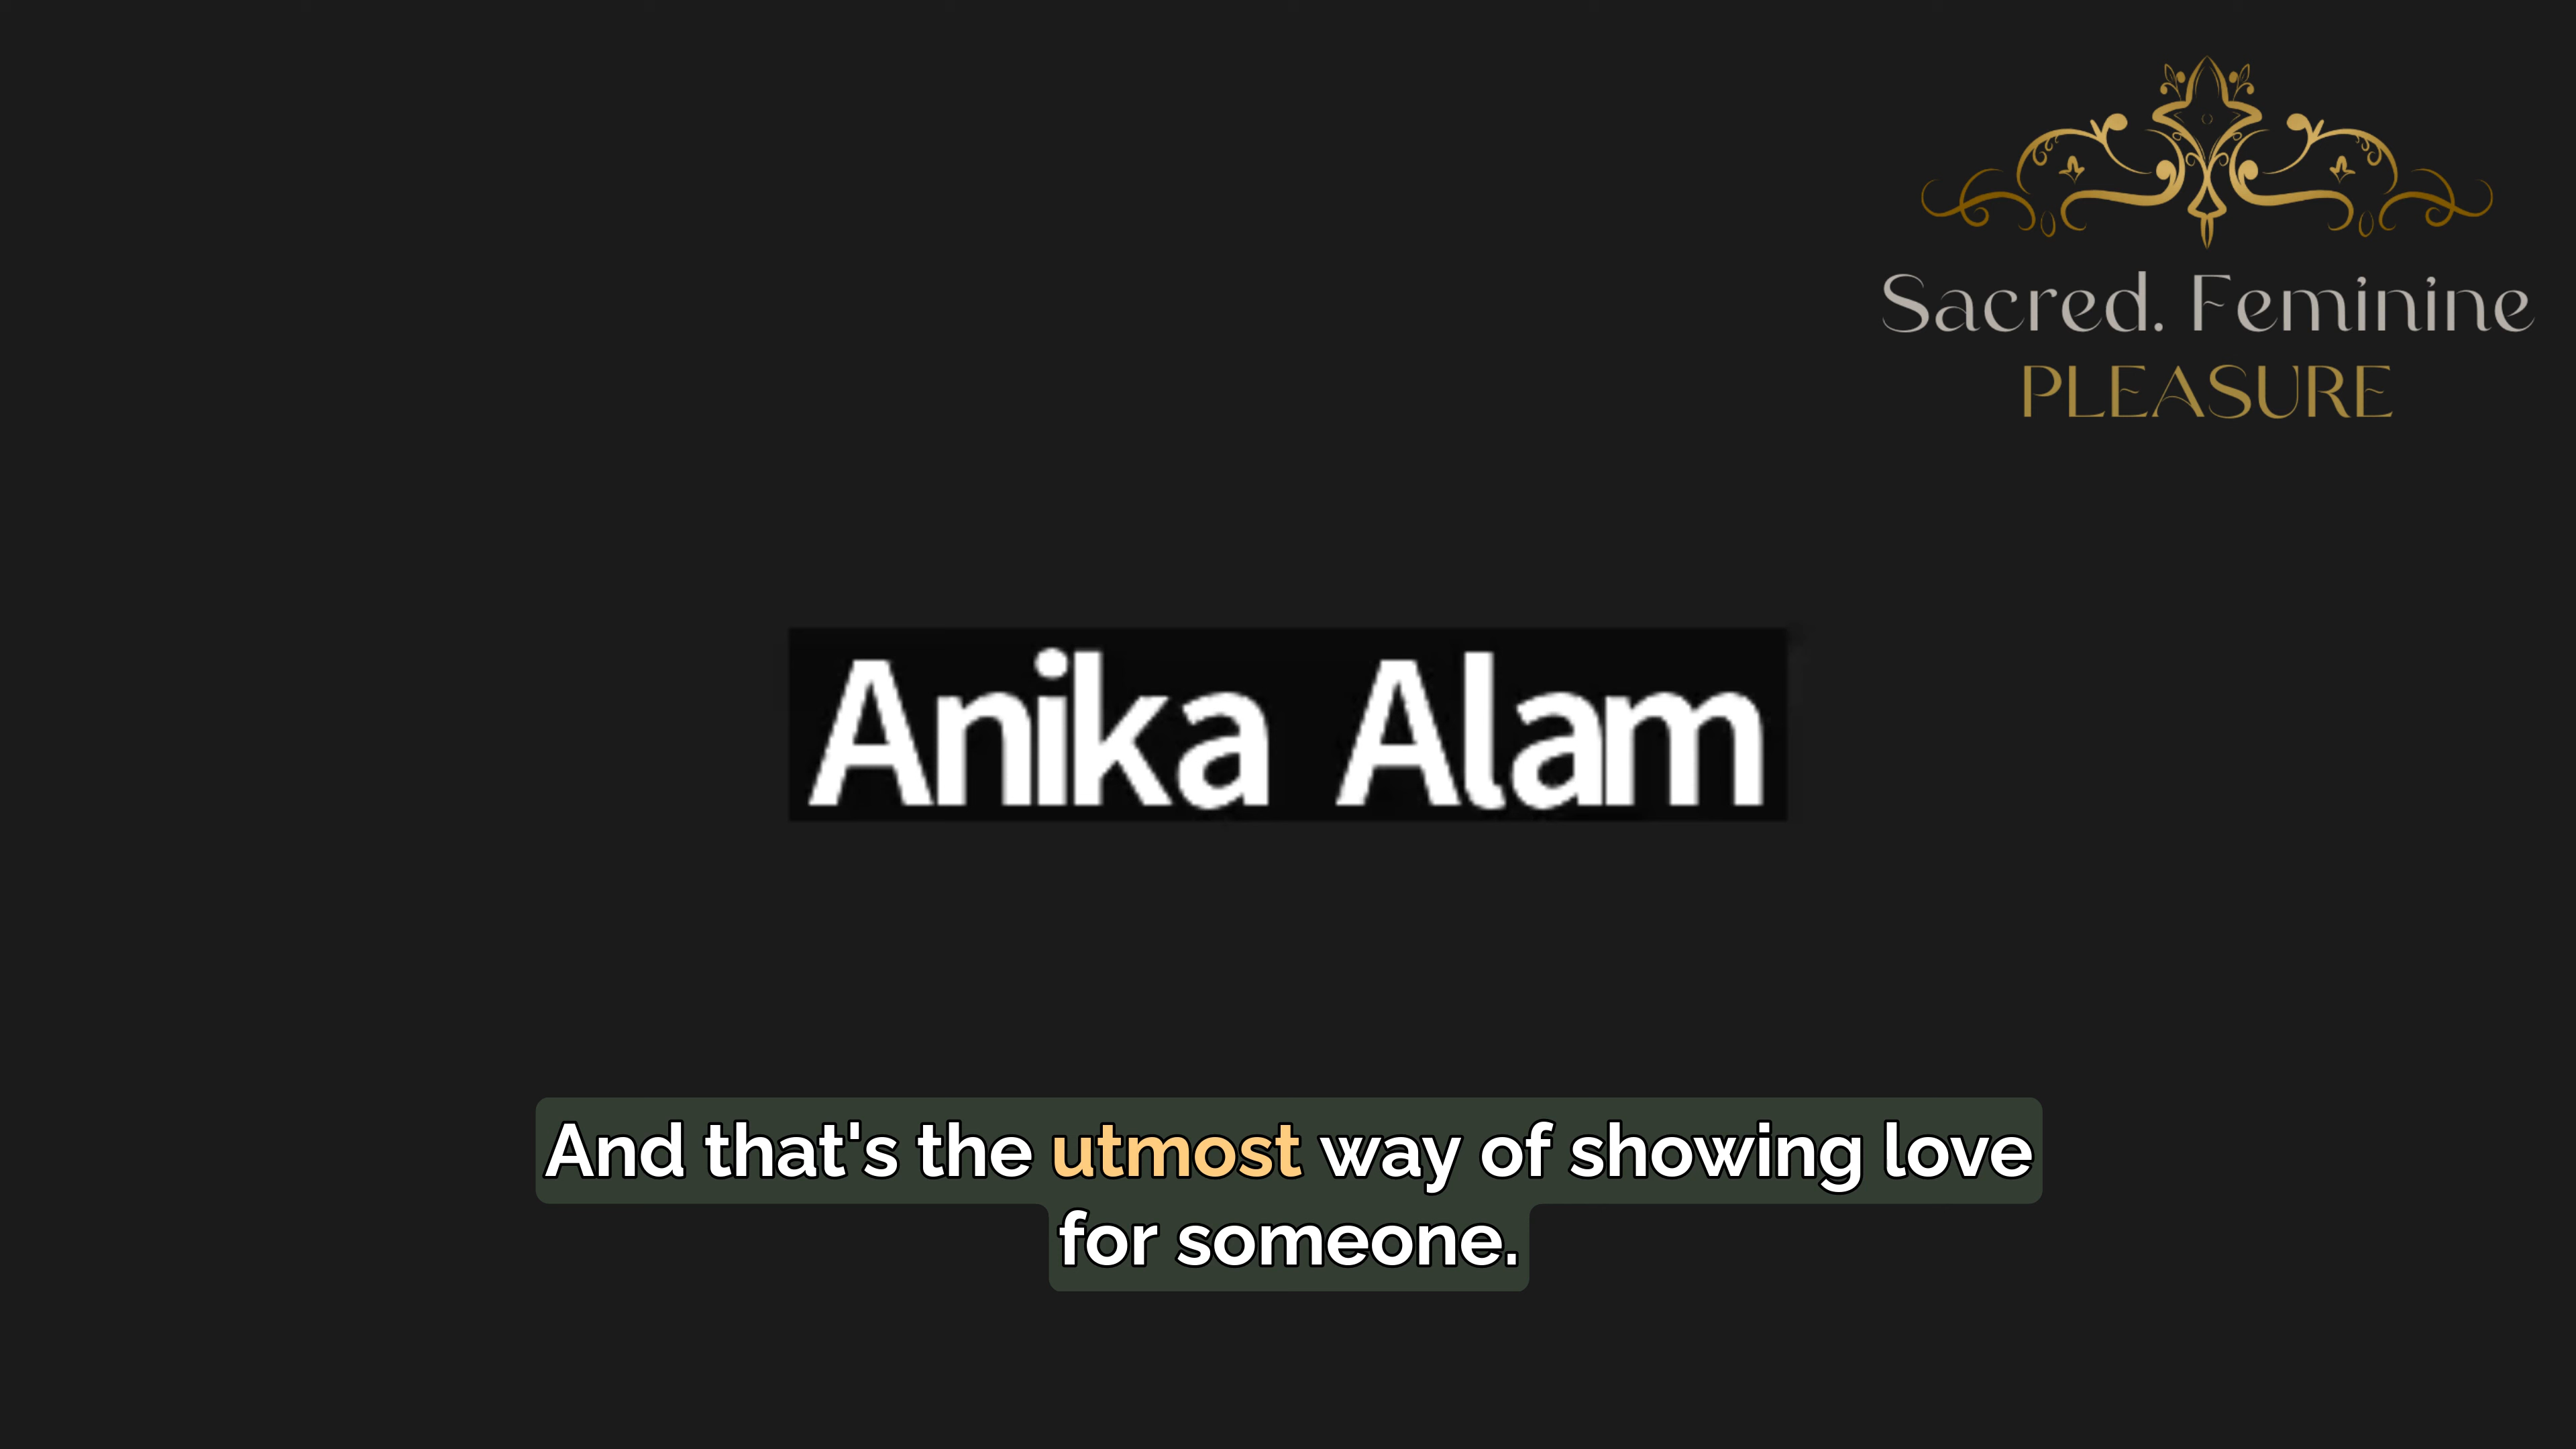 Sacred. Feminine
PLEASURE
Anika Alam
And that's the utmost way of showing love
for someone.